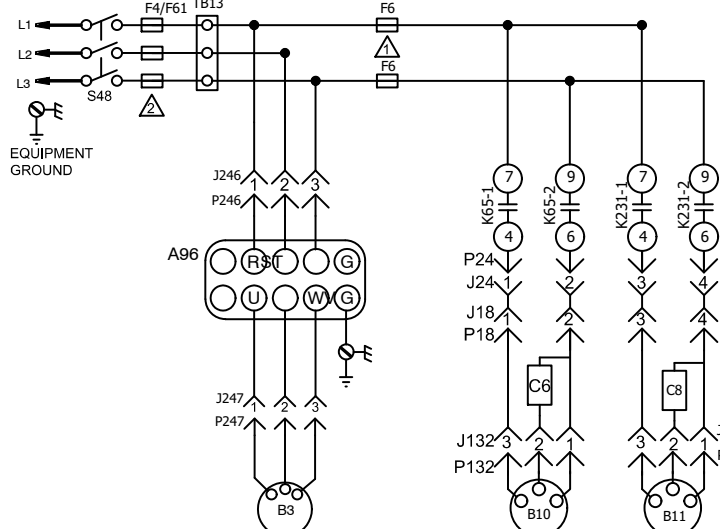 L1
F4/F61
TB13
F6
1
L2
L3
F6
S48
2
EQUIPMENT
GROUND
7
9
7
9
K65-1
K65-2
K231-1
K231-2
J246
1
2
3
P246
4
6
4
6
A96
R
S
T
G
P24
J24
1
2
3
4
U
W
V
G
J18
P18
1
2
3
4
C6
C8
J247
1
2
3
P247
J132
3
2
1
3
2
1
P132
B3
B10
B11